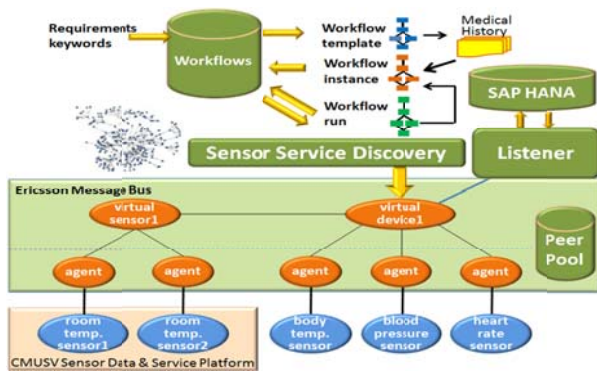 Requirements
keywords
Workflows
Workflow
template
Medical
History
Workflow
instance
Workflow
run
SAP HANA
Sensor Service Discovery
Listener
Ericsson Message Bus
virtual
sensor1
virtual
device1
Peer
Pool
agent
agent
agent
agent
agent
room
temp.
sensor1
room
temp.
sensor2
body
temp.
sensor
blood
pressure
sensor
heart
rate
sensor
CMUSV Sensor Data & Service Platform